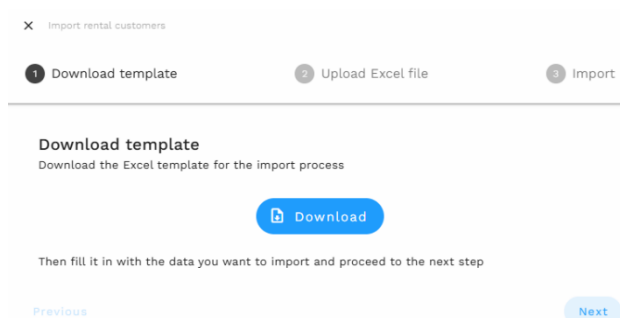 Import rental customers
1 Download template
2 Upload Excel file
3 Import
Download template
Download the Excel template for the import process
Download
Then fill it in with the data you want to import and proceed to the next step
Previous
Next